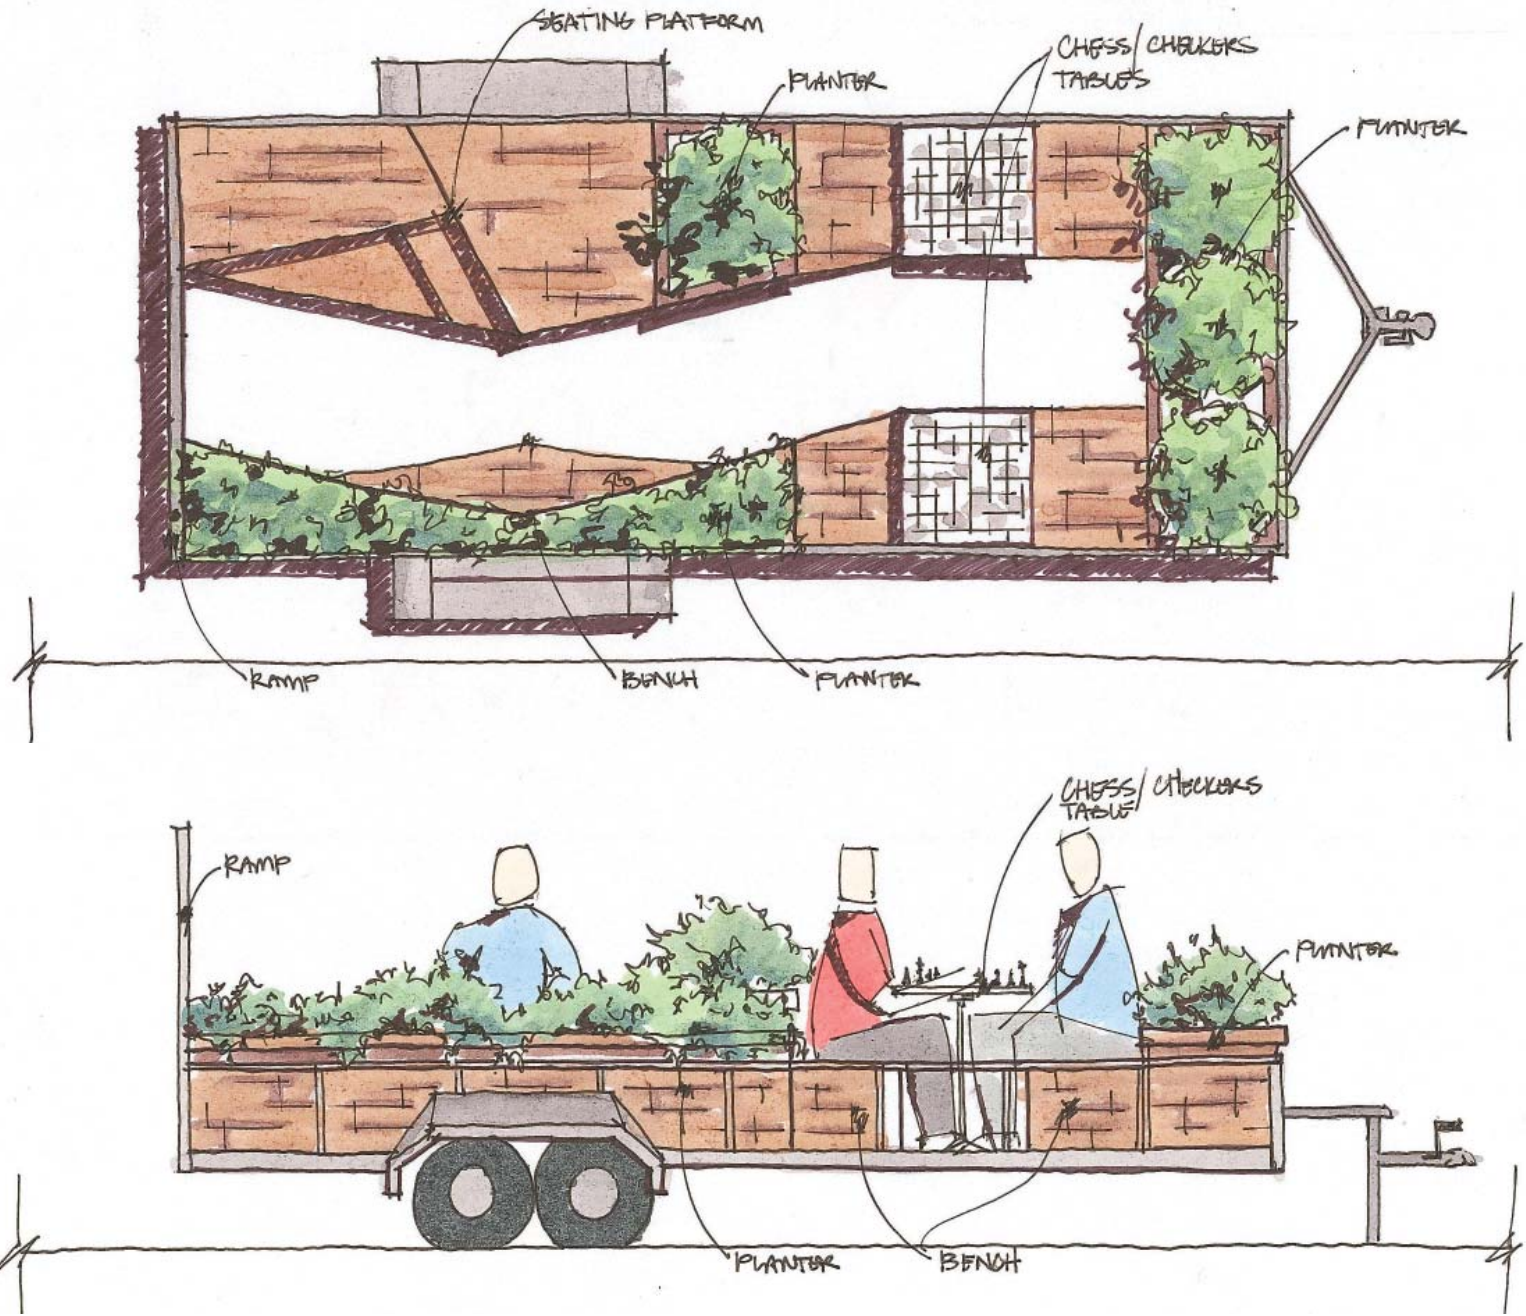 SEATING PLATFORM
CHESS/CHECKERS
TABLES
PLANTER
PLANTER
RAMP
BENCH
PLANTER
CHESS/CHECKERS
TABLE
RAMP
PLANTER
PLANTER
BENCH